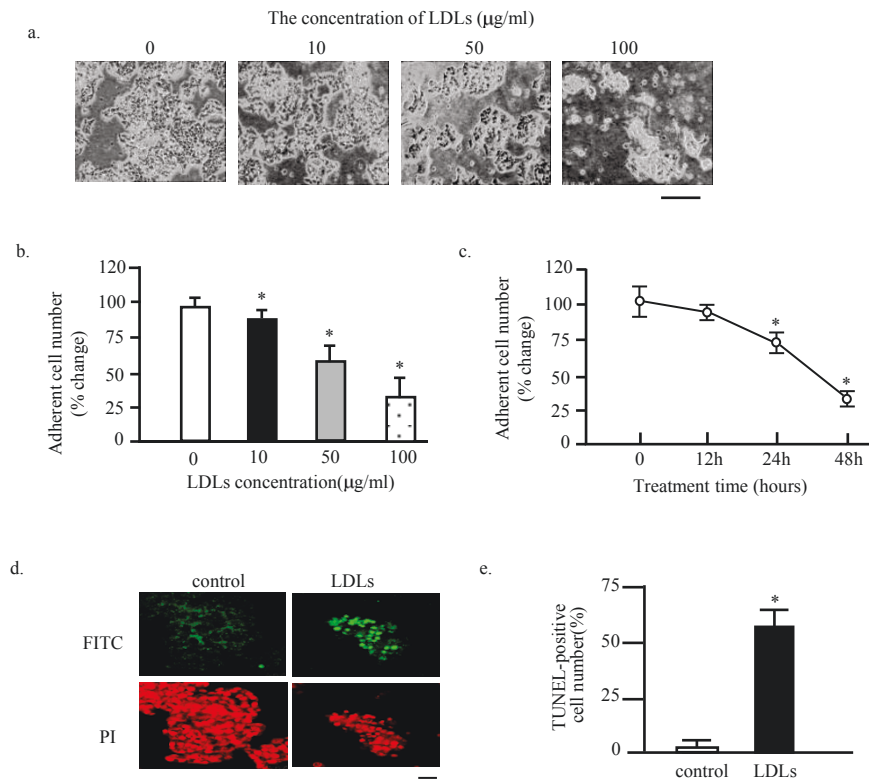 The concentration of LDLs (μg/ml)
a.
0 10 50 100
b.
120
100
75
50
25
0
Adherent cell number
(% change)
* * *
0 10 50 100
LDLs concentration(μg/ml)
c.
120
100
75
50
25
0
Adherent cell number
(% change)
* *
0 12h 24h 48h
Treatment time (hours)
d.
control LDLs
FITC
PI
e.
75
50
25
0
TUNEL-positive
cell number(%)
*
control LDLs